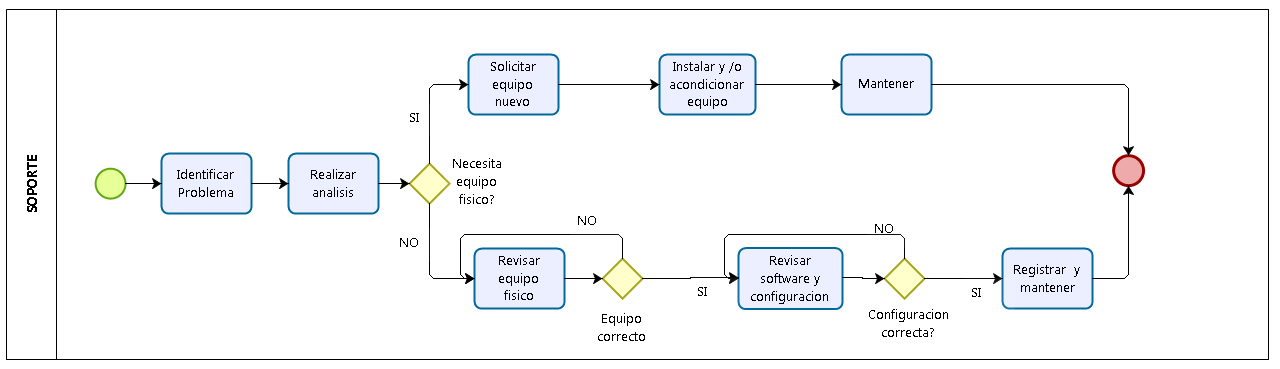 SOPORTE
Identificar
Problema
Realizar
analisis
Necesita
equipo
fisico?
SI
Solicitar
equipo
nuevo
Instalar y /o
acondicionar
equipo
Mantener
NO
Revisar
equipo
fisico
NO
Equipo
correcto
SI
Revisar
software y
configuracion
NO
Configuracion
correcta?
SI
Registrar y
mantener